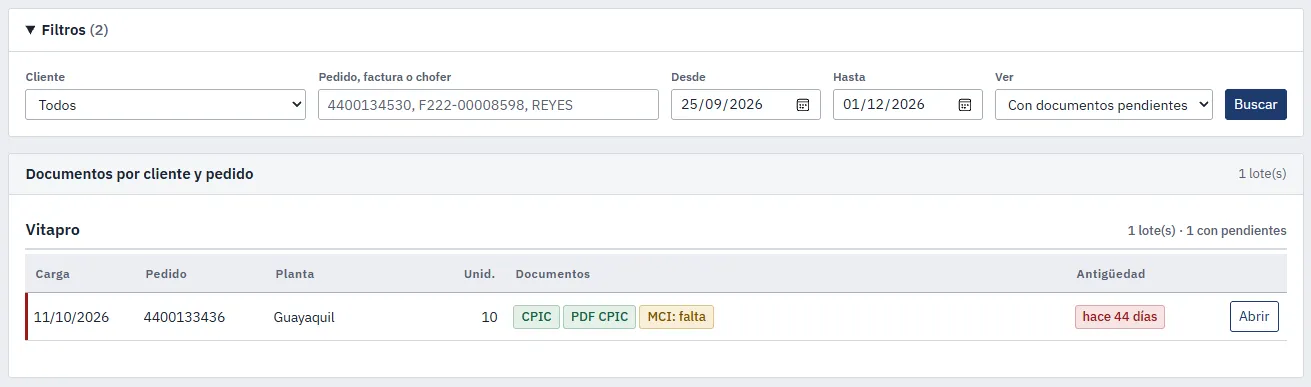 ▼ Filtros (2)
Cliente Pedido, factura o chofer Desde Hasta Ver
Todos 4400134530, F222-00008598, REYES 25/09/2026 01/12/2026 Con documentos pendientes Buscar
Documentos por cliente y pedido 1 lote(s)
Vitapro 1 lote(s) · 1 con pendientes
Carga Pedido Planta Unid. Documentos Antigüedad
11/10/2026 4400133436 Guayaquil 10 CPIC PDF CPIC MCI: falta hace 44 días Abrir